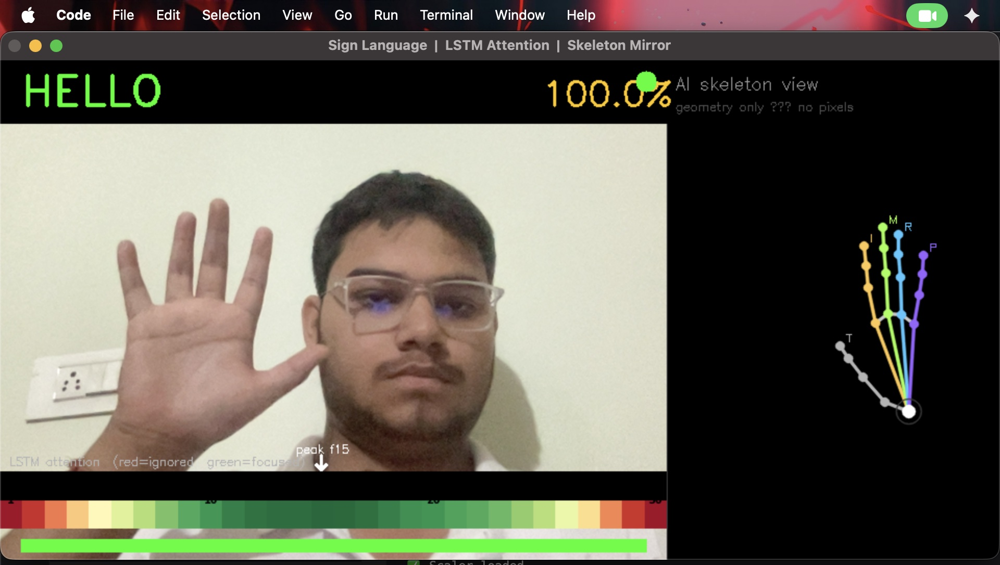 Code File Edit Selection View Go Run Terminal Window Help
Sign Language | LSTM Attention | Skeleton Mirror
HELLO
100.0%
AI skeleton view
geometry only ??? no pixels
M
R
I
P
T
peak f15
LSTM attention (red=ignored green=focused)
1 10 20 30
Scaler loaded